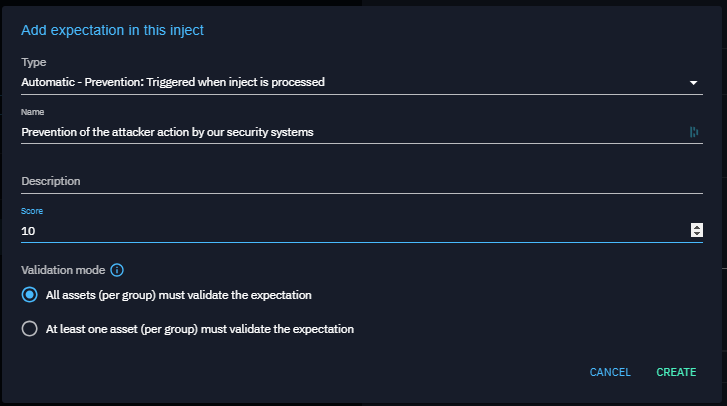 Add expectation in this inject
Type
Automatic - Prevention: Triggered when inject is processed
Name
Prevention of the attacker action by our security systems
Description
Score
10
Validation mode
All assets (per group) must validate the expectation
At least one asset (per group) must validate the expectation
CANCEL CREATE